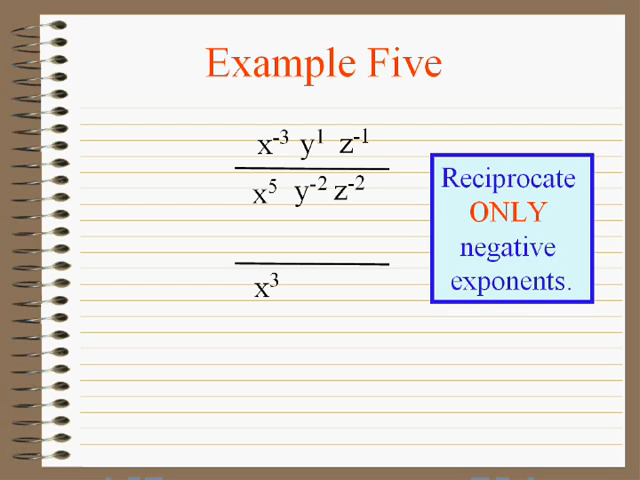 Example Five
x⁻³ y¹ z⁻¹
x⁵ y⁻² z⁻²
x³
Reciprocate
ONLY
negative
exponents.